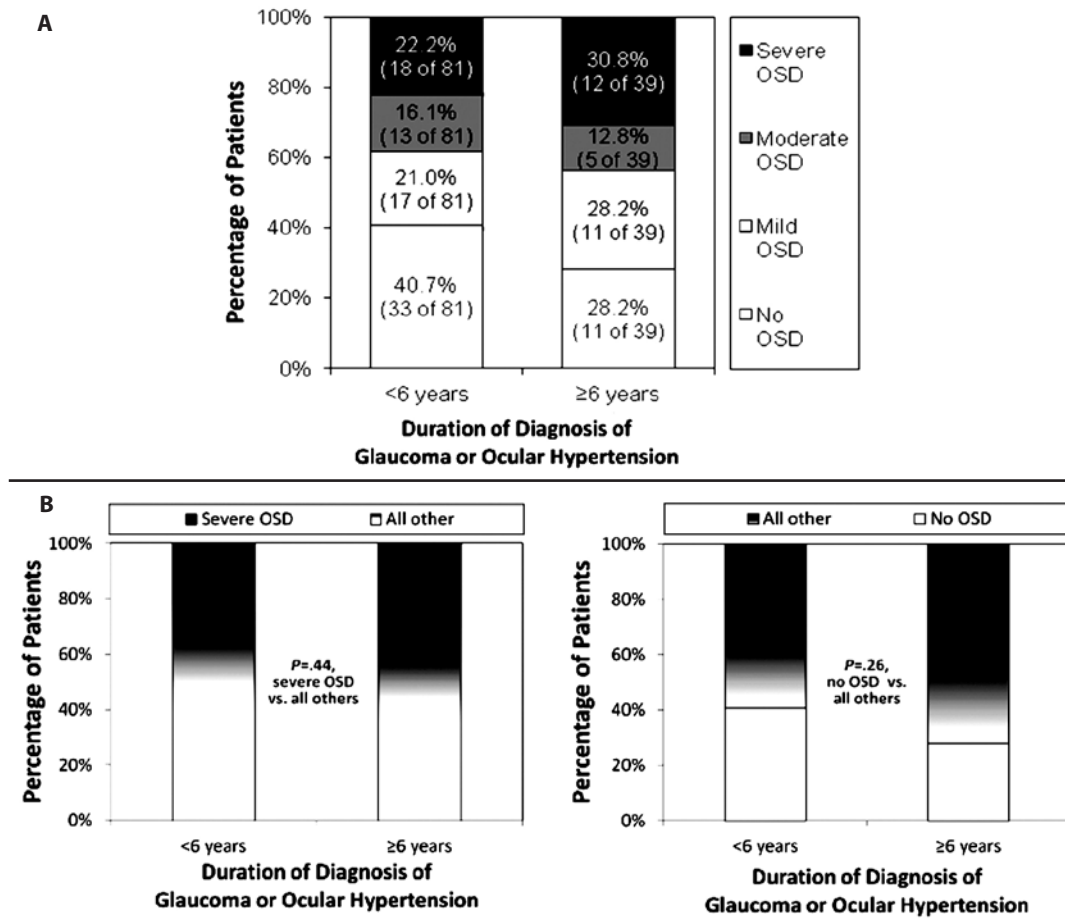 A
100%
80%
60%
40%
20%
0%
Percentage of Patients
22.2%
(18 of 81)
16.1%
(13 of 81)
21.0%
(17 of 81)
40.7%
(33 of 81)
30.8%
(12 of 39)
12.8%
(5 of 39)
28.2%
(11 of 39)
28.2%
(11 of 39)
Severe
OSD
Moderate
OSD
Mild
OSD
No
OSD
<6 years
≥6 years
Duration of Diagnosis of
Glaucoma or Ocular Hypertension
B
Severe OSD
All other
100%
80%
60%
40%
20%
0%
Percentage of Patients
P=.44,
severe OSD
vs. all others
<6 years
≥6 years
Duration of Diagnosis of
Glaucoma or Ocular Hypertension
All other
No OSD
100%
80%
60%
40%
20%
0%
Percentage of Patients
P=.26,
no OSD vs.
all others
<6 years
≥6 years
Duration of Diagnosis of
Glaucoma or Ocular Hypertension